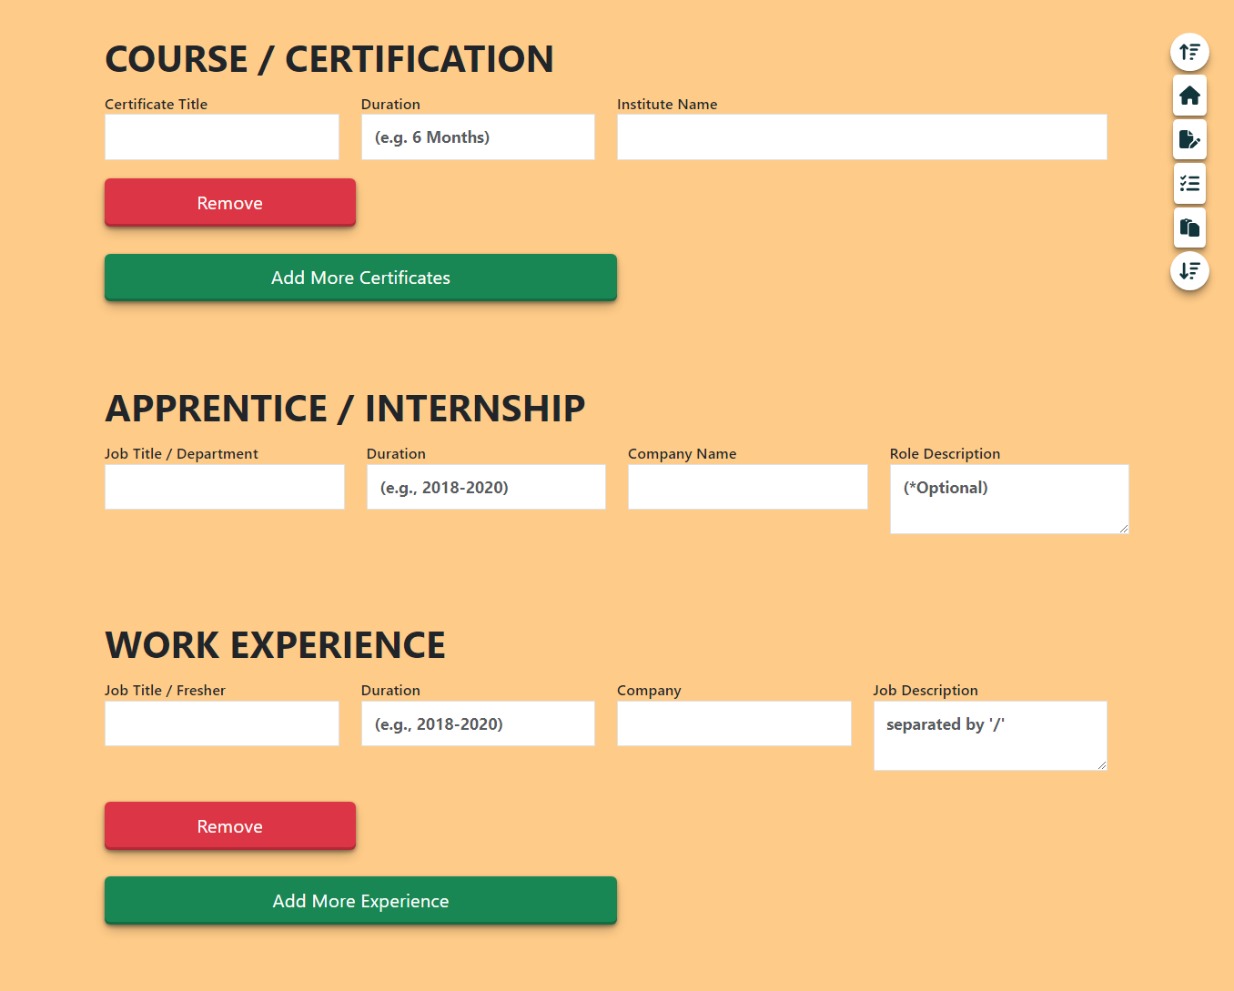 COURSE / CERTIFICATION
Certificate Title Duration Institute Name
(e.g. 6 Months)
Remove
Add More Certificates
APPRENTICE / INTERNSHIP
Job Title / Department Duration Company Name Role Description
(e.g., 2018-2020) (*Optional)
WORK EXPERIENCE
Job Title / Fresher Duration Company Job Description
(e.g., 2018-2020) separated by '/'
Remove
Add More Experience